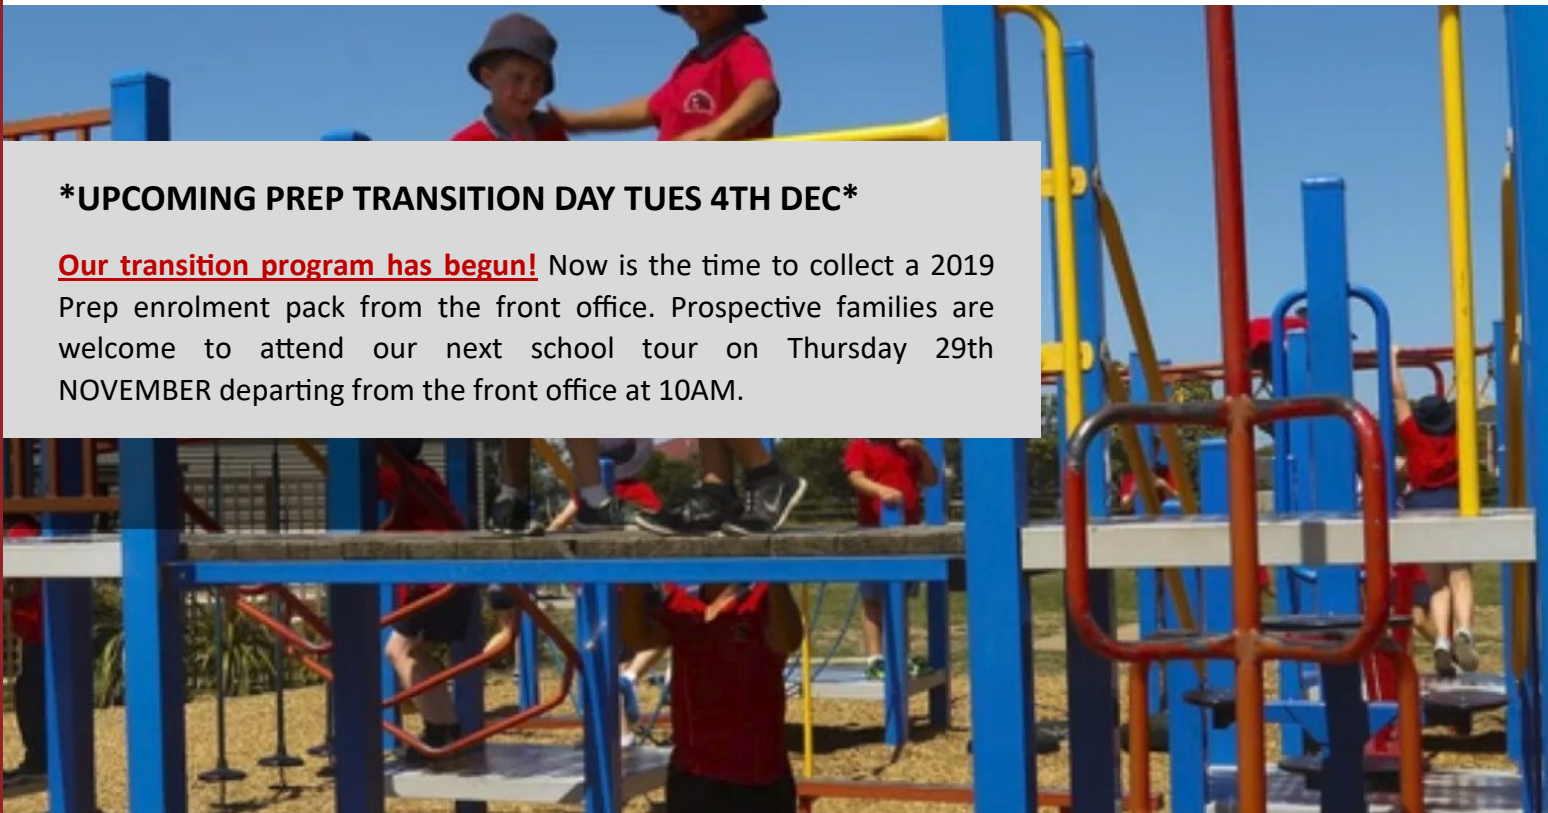 *UPCOMING PREP TRANSITION DAY TUES 4TH DEC*
Our transition program has begun! Now is the time to collect a 2019
Prep enrolment pack from the front office. Prospective families are
welcome to attend our next school tour on Thursday 29th
NOVEMBER departing from the front office at 10AM.